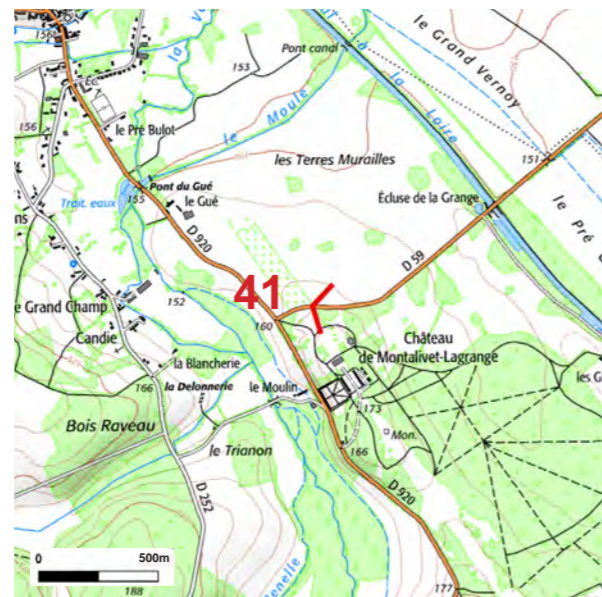 156
Pont canal
à
la
Loire
le Grand Vernoy
la
153
Éc.
le Pré Bulot
le Moule
156
les Terres Murailles
151
Pont du Gué
155
Trait. eaux
le Gué
Écluse de la Grange
le Pré
ns
D 920
D 59
152
41
le Grand Champ
160
Candie
Château
de Montalivet-Lagrange
la Blancherie
les G
166
la Delonnerie
le Moulin
173
Bois Raveau
Mon.
le Trianon
166
D 252
D 920
0
500m
188
177
enelle